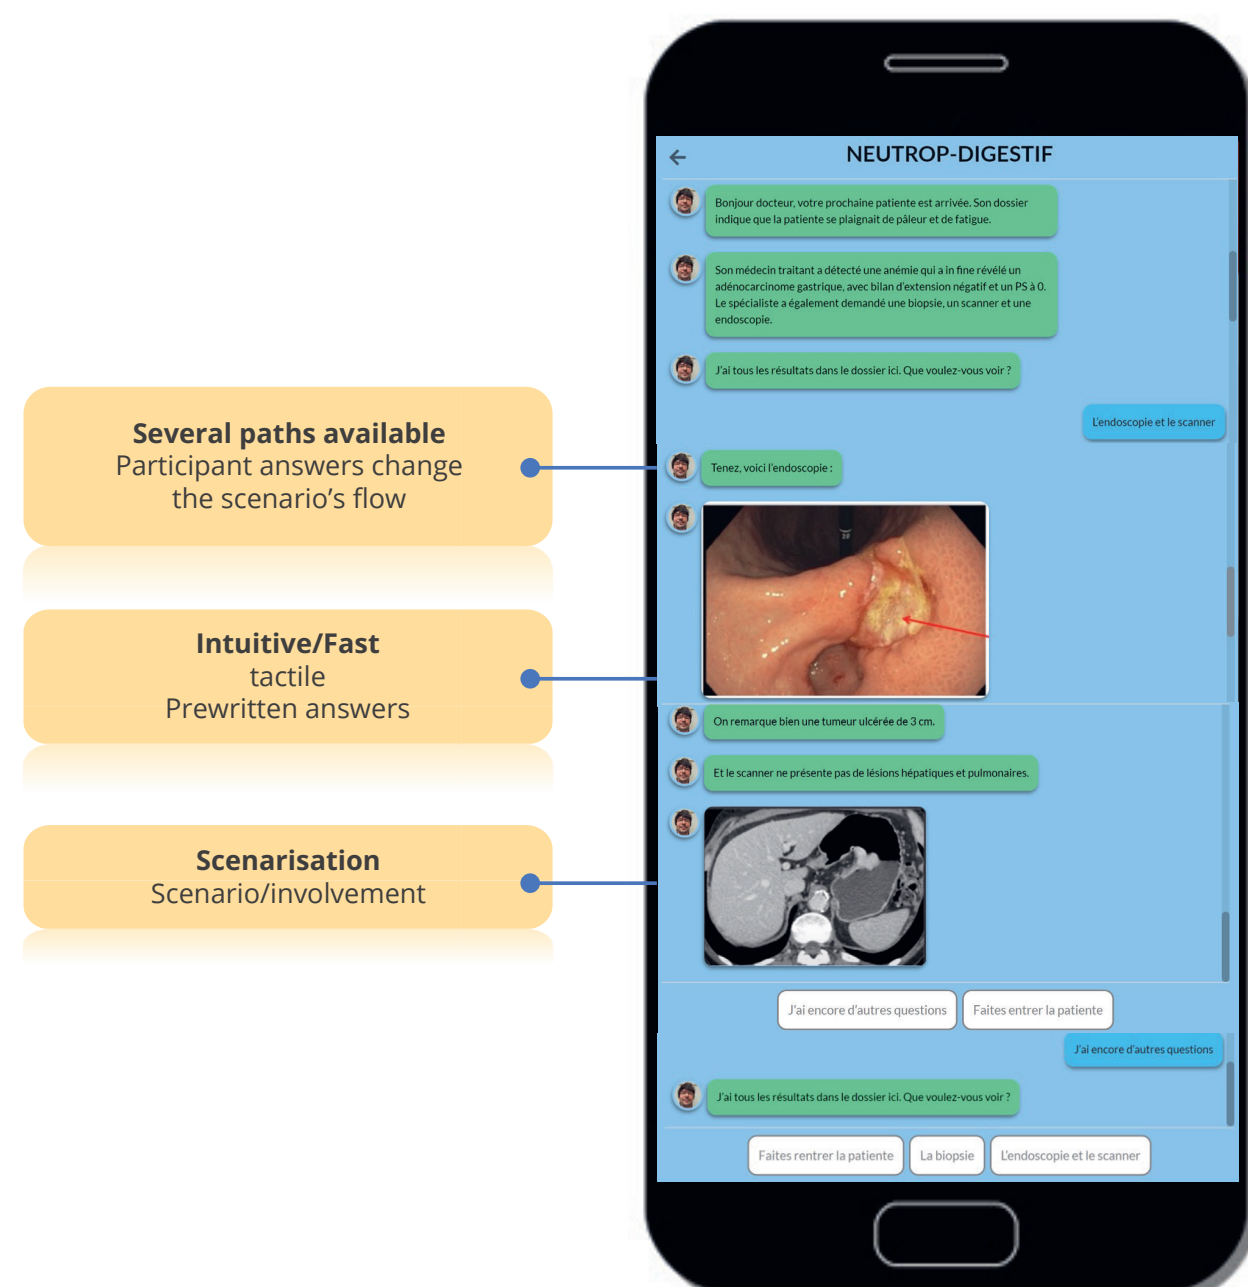 Several paths available
Participant answers change
the scenario's flow
Intuitive/Fast
tactile
Prewritten answers
Scenarisation
Scenario/involvement
NEUTROP-DIGESTIF
Bonjour docteur, votre prochaine patiente est arrivée. Son dossier
indique que la patiente se plaignait de pâleur et de fatigue.
Son médecin traitant a détecté une anémie qui a in fine révélé un
adénocarcinome gastrique, avec bilan d'extension négatif et un PS à 0.
Le spécialiste a également demandé une biopsie, un scanner et une
endoscopie.
J'ai tous les résultats dans le dossier ici. Que voulez-vous voir ?
L'endoscopie et le scanner
Tenez, voici l'endoscopie :
On remarque bien une tumeur ulcérée de 3 cm.
Et le scanner ne présente pas de lésions hépatiques et pulmonaires.
J'ai encore d'autres questions
Faites entrer la patiente
J'ai encore d'autres questions
J'ai tous les résultats dans le dossier ici. Que voulez-vous voir ?
Faites rentrer la patiente
La biopsie
L'endoscopie et le scanner